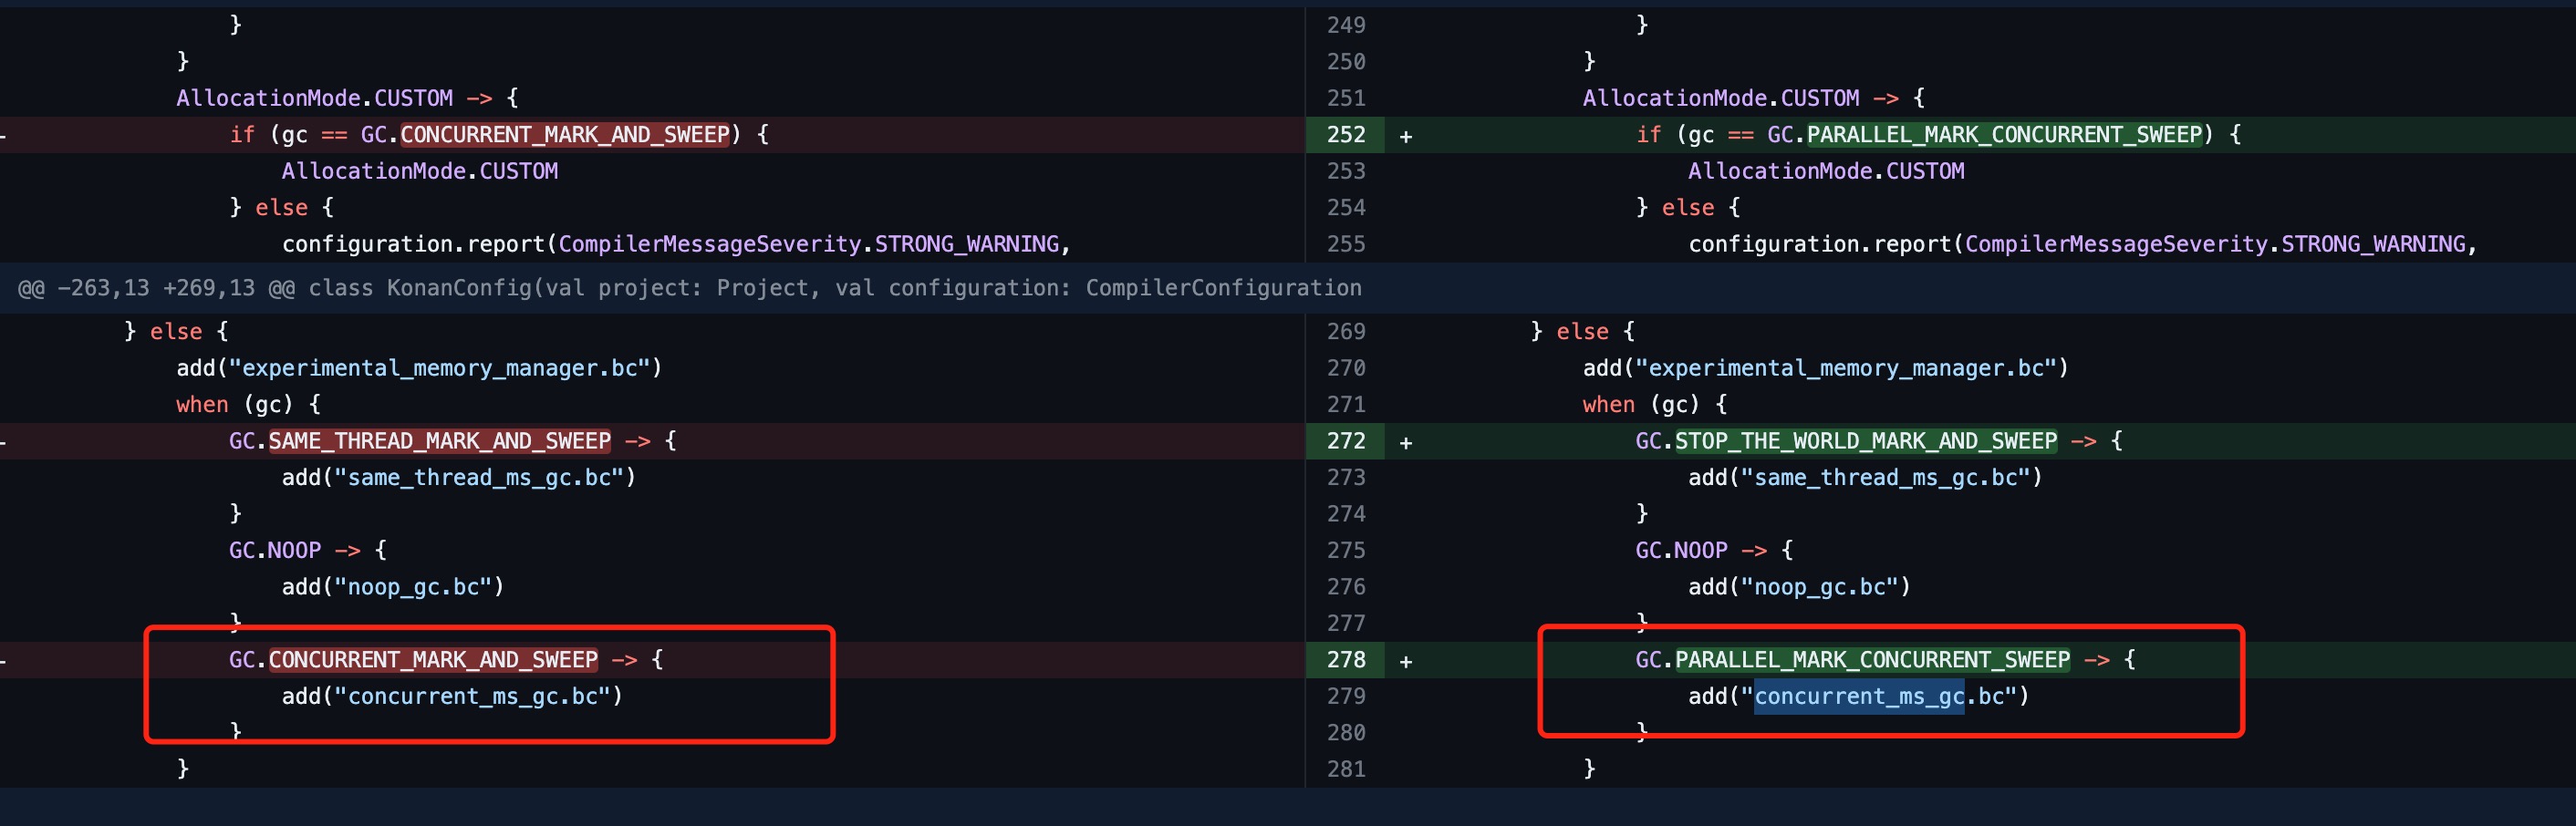 }
}
AllocationMode.CUSTOM -> {
- if (gc == GC.CONCURRENT_MARK_AND_SWEEP) {
AllocationMode.CUSTOM
} else {
configuration.report(CompilerMessageSeverity.STRONG_WARNING,
249 }
250 }
251 AllocationMode.CUSTOM -> {
252 + if (gc == GC.PARALLEL_MARK_CONCURRENT_SWEEP) {
253 AllocationMode.CUSTOM
254 } else {
255 configuration.report(CompilerMessageSeverity.STRONG_WARNING,
@@ -263,13 +269,13 @@ class KonanConfig(val project: Project, val configuration: CompilerConfiguration
} else {
add("experimental_memory_manager.bc")
when (gc) {
- GC.SAME_THREAD_MARK_AND_SWEEP -> {
add("same_thread_ms_gc.bc")
}
GC.NOOP -> {
add("noop_gc.bc")
}
- GC.CONCURRENT_MARK_AND_SWEEP -> {
add("concurrent_ms_gc.bc")
}
}
269 } else {
270 add("experimental_memory_manager.bc")
271 when (gc) {
272 + GC.STOP_THE_WORLD_MARK_AND_SWEEP -> {
273 add("same_thread_ms_gc.bc")
274 }
275 GC.NOOP -> {
276 add("noop_gc.bc")
277 }
278 + GC.PARALLEL_MARK_CONCURRENT_SWEEP -> {
279 add("concurrent_ms_gc.bc")
280 }
281 }